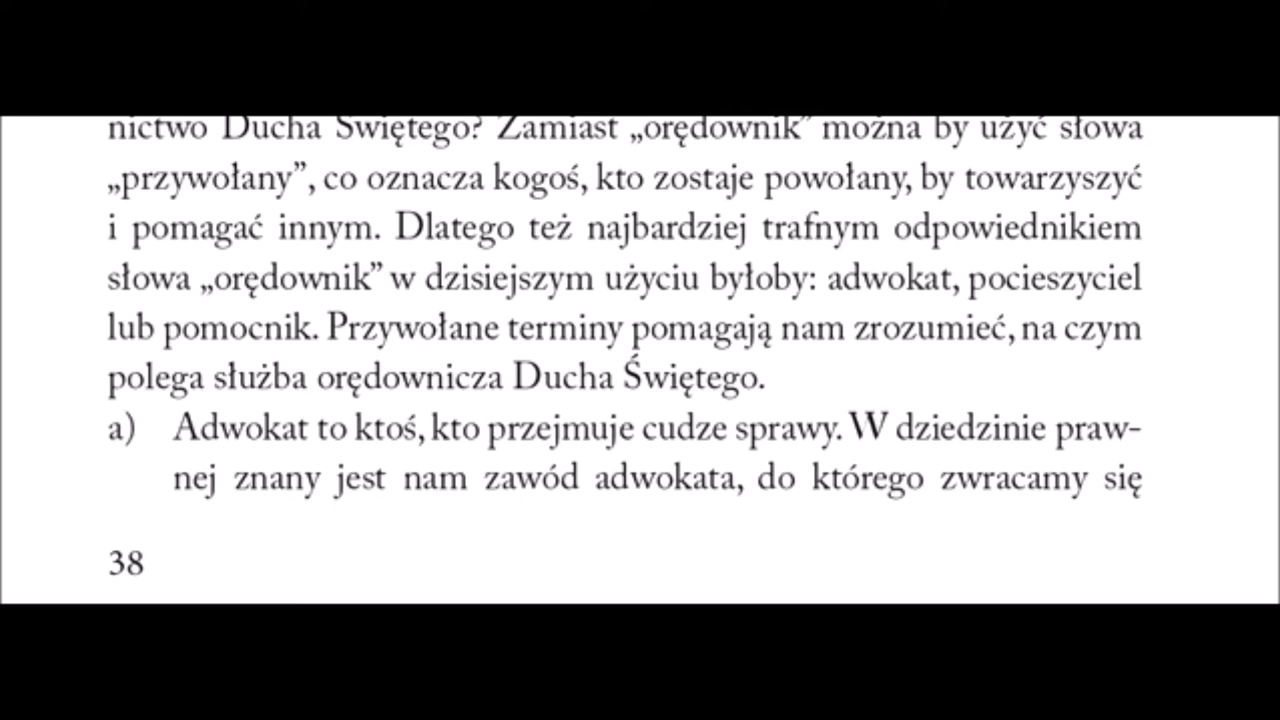 nictwo Ducha Świętego? Zamiast „orędownik” można by użyć słowa
„przywołany”, co oznacza kogoś, kto zostaje powołany, by towarzyszyć
i pomagać innym. Dlatego też najbardziej trafnym odpowiednikiem
słowa „orędownik” w dzisiejszym użyciu byłoby: adwokat, pocieszyciel
lub pomocnik. Przywołane terminy pomagają nam zrozumieć, na czym
polega służba orędownicza Ducha Świętego.
a) Adwokat to ktoś, kto przejmuje cudze sprawy. W dziedzinie praw-
nej znany jest nam zawód adwokata, do którego zwracamy się
38